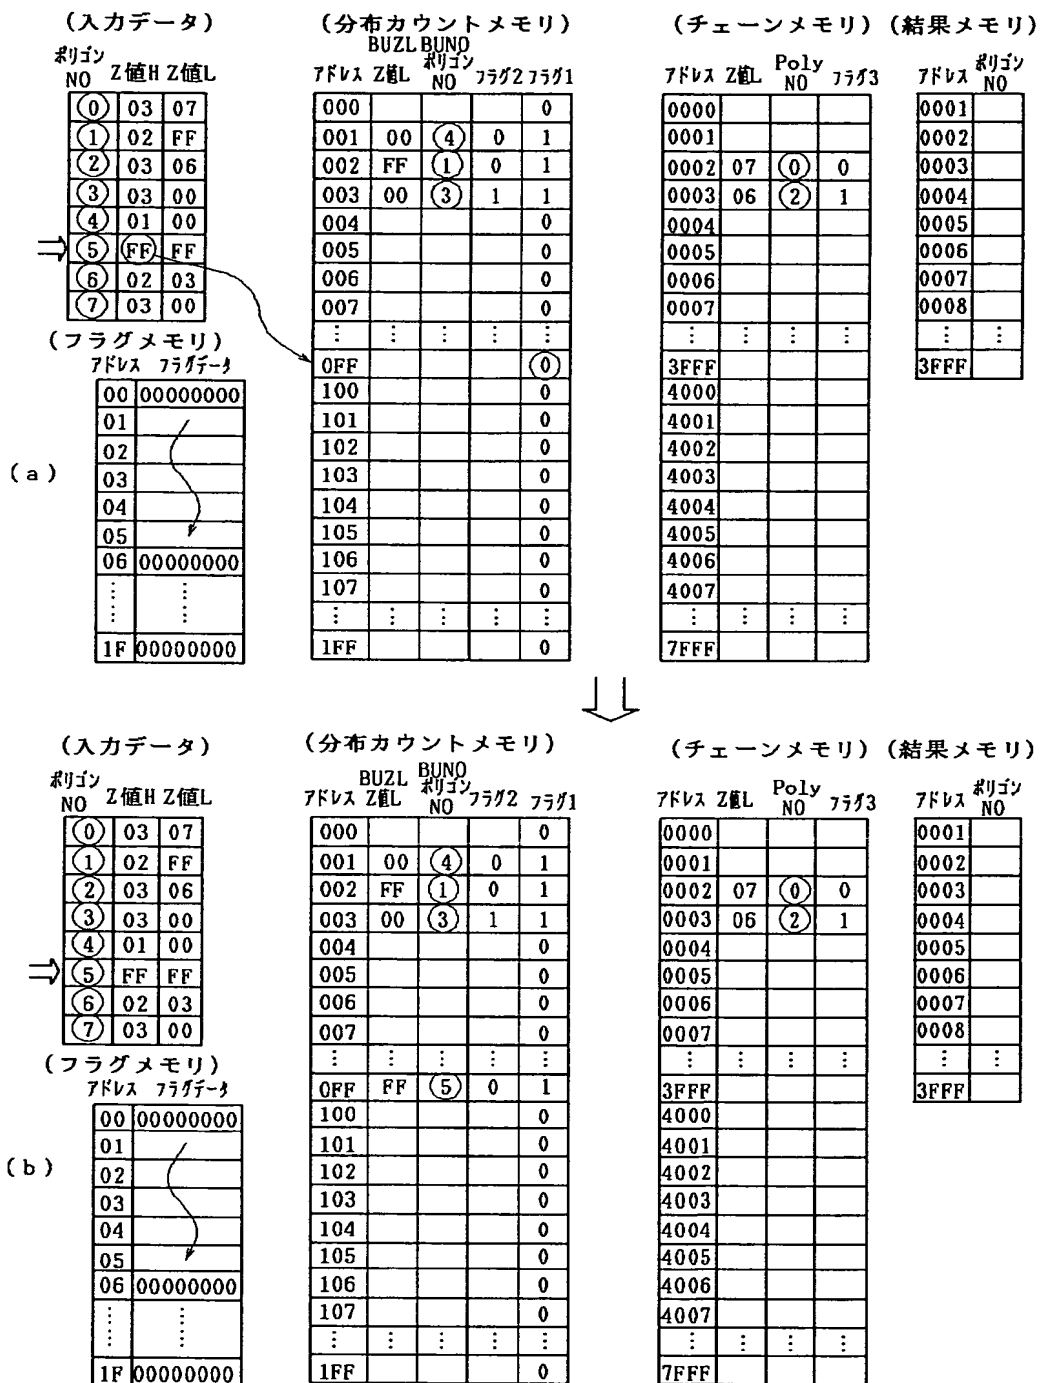 (入力データ) (分布カウントメモリ) (チェーンメモリ) (結果メモリ)
BUZL BUNO
ポリゴンNO Z値H Z値L アドレス Z値L ポリゴンNO フラグ2 フラグ1 アドレス Z値L Poly NO フラグ3 アドレス ポリゴンNO
0 03 07 000 0 0000 0001
1 02 FF 001 00 4 0 1 0001 0002
2 03 06 002 FF 1 0 1 0002 07 0 0 0003
3 03 00 003 00 3 1 1 0003 06 2 1 0004
4 01 00 004 0 0004 0005
⇒ 5 FF FF 005 0 0005 0006
6 02 03 006 0 0006 0007
7 03 00 007 0 0007 0008
(フラグメモリ) ⋮ ⋮ ⋮ ⋮ ⋮ ⋮ ⋮ ⋮ ⋮ ⋮ ⋮
アドレス フラグデータ 0FF 0 3FFF 3FFF
00 00000000 100 0 4000
01 101 0 4001
02 102 0 4002
(a) 03 103 0 4003
04 104 0 4004
05 105 0 4005
06 00000000 106 0 4006
107 0 4007
⋮ ⋮ ⋮ ⋮ ⋮ ⋮ ⋮ ⋮ ⋮ ⋮ ⋮
1F 00000000 1FF 0 7FFF
(入力データ) (分布カウントメモリ) (チェーンメモリ) (結果メモリ)
BUZL BUNO
ポリゴンNO Z値H Z値L アドレス Z値L ポリゴンNO フラグ2 フラグ1 アドレス Z値L Poly NO フラグ3 アドレス ポリゴンNO
0 03 07 000 0 0000 0001
1 02 FF 001 00 4 0 1 0001 0002
2 03 06 002 FF 1 0 1 0002 07 0 0 0003
3 03 00 003 00 3 1 1 0003 06 2 1 0004
4 01 00 004 0 0004 0005
⇒ 5 FF FF 005 0 0005 0006
6 02 03 006 0 0006 0007
7 03 00 007 0 0007 0008
(フラグメモリ) ⋮ ⋮ ⋮ ⋮ ⋮ ⋮ ⋮ ⋮ ⋮ ⋮ ⋮
アドレス フラグデータ 0FF FF 5 0 1 3FFF 3FFF
00 00000000 100 0 4000
01 101 0 4001
(b) 02 102 0 4002
03 103 0 4003
04 104 0 4004
05 105 0 4005
06 00000000 106 0 4006
107 0 4007
⋮ ⋮ ⋮ ⋮ ⋮ ⋮ ⋮ ⋮ ⋮ ⋮ ⋮
1F 00000000 1FF 0 7FFF